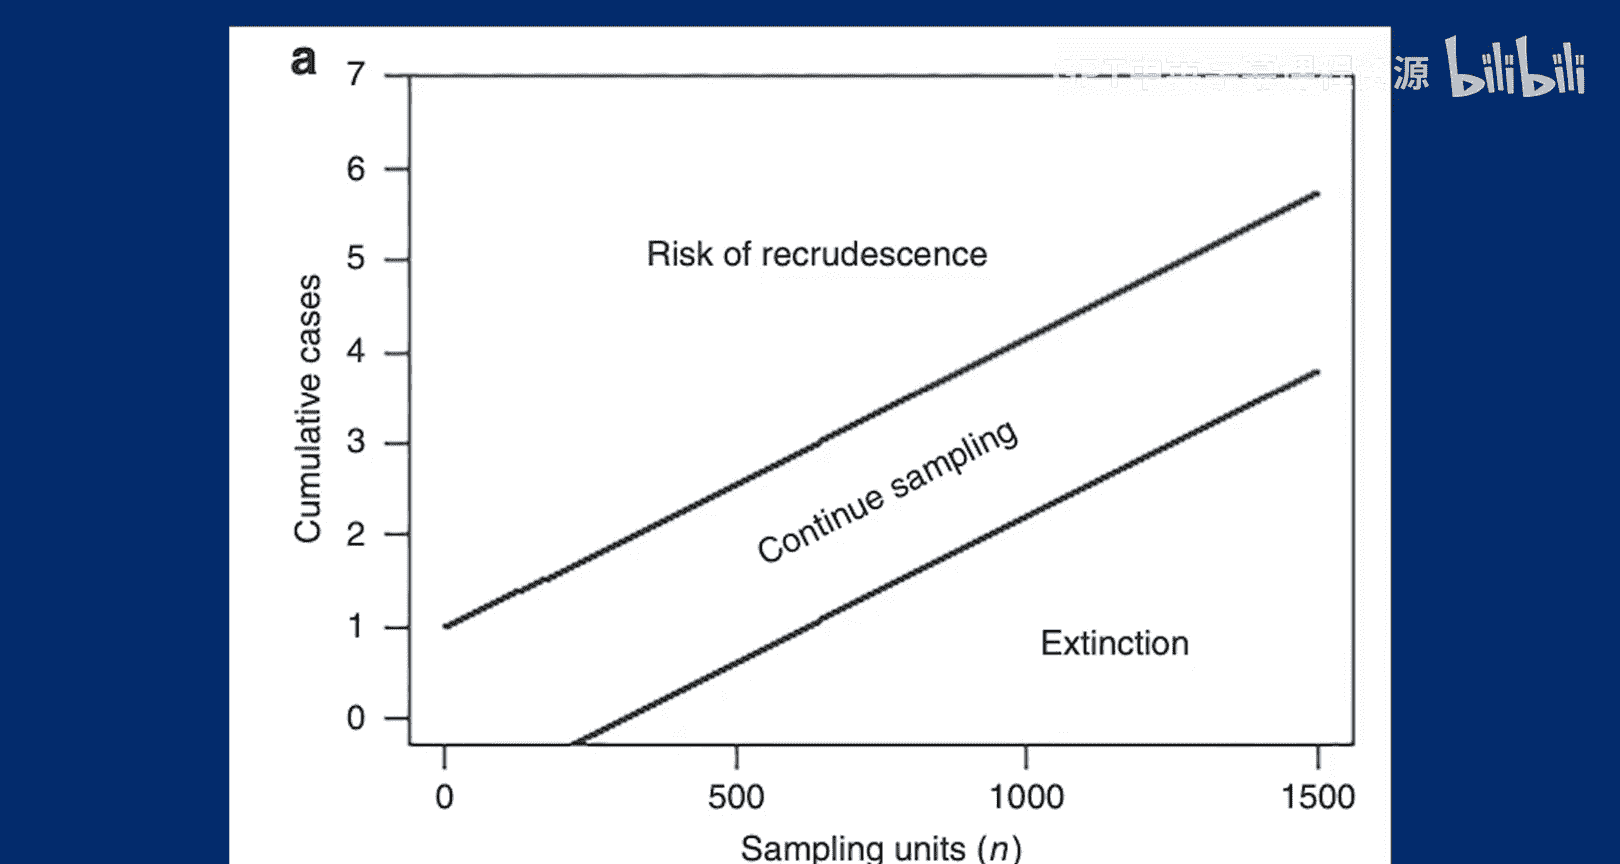 a
源 bilibili
7
6
5
4
3
2
1
0
Cumulative cases
Risk of recrudescence
Continue sampling
Extinction
0 500 1000 1500
Sampling units (n)